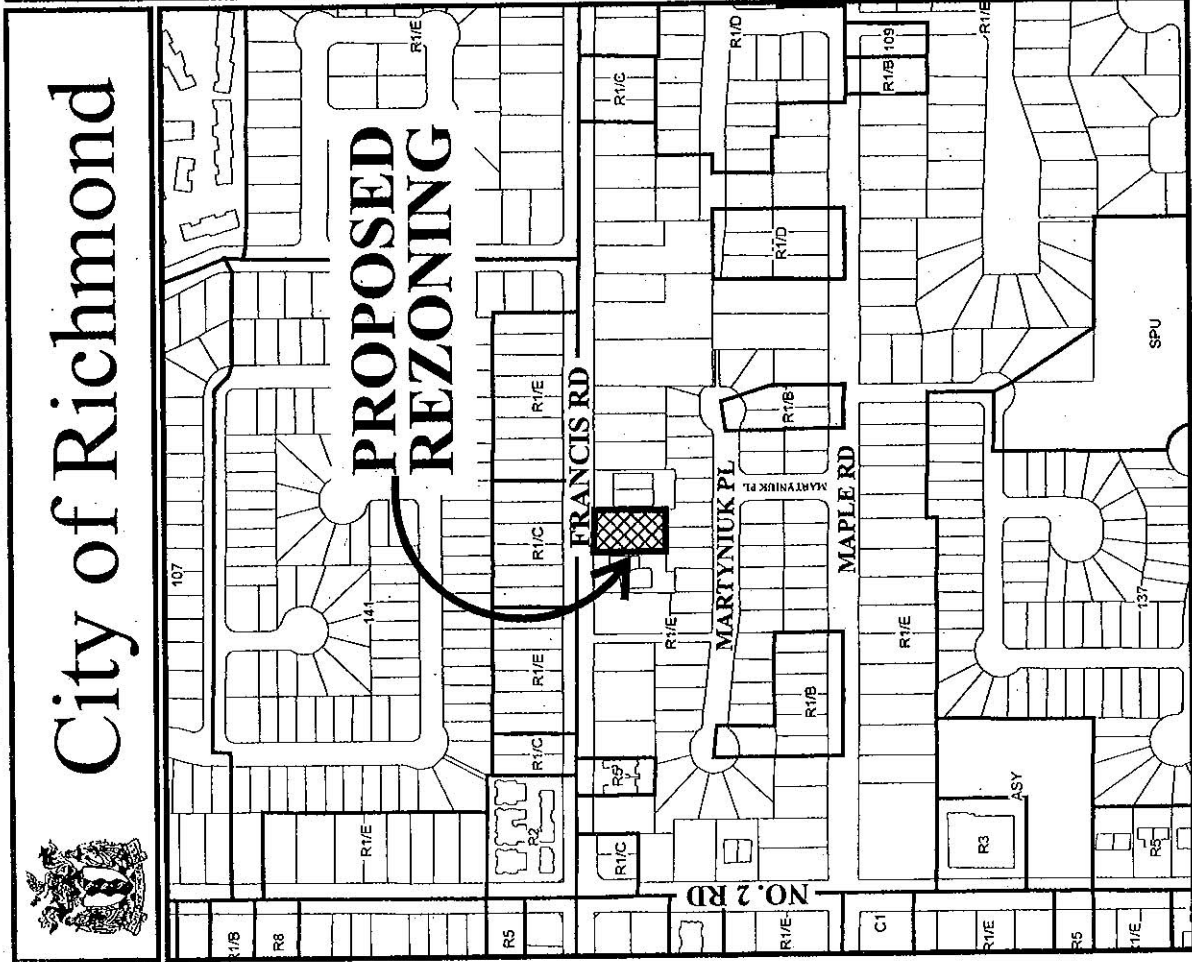 City of Richmond
PROPOSED
REZONING
R1/E
R1/C
R1/D
R1/B
109
R1/E
107
141
R1/E
R1/E
R1/C
R1/E
R1/C
R2
FRANCIS RD
R1/E
R5
R1/C
MARTYNIUK PL
MARTYNIUK PL
R1/D
R1/B
R1/B
MAPLE RD
R1/E
SPU
137
ASY
R3
R5
NO. 2 RD
R1/B
R8
R5
R1/E
C1
R1/E
R5
R1/E